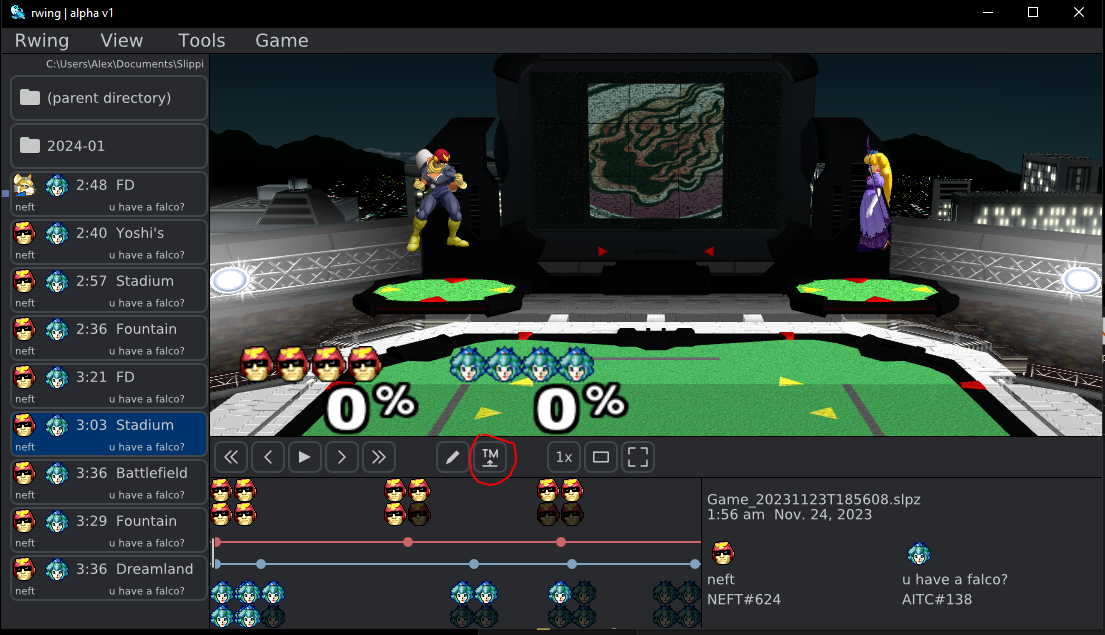 rwing | alpha v1
Rwing View Tools Game
C:\Users\Alex\Documents\Slippi
(parent directory)
2024-01
2:48 FD
neft u have a falco?
2:40 Yoshi's
neft u have a falco?
2:57 Stadium
neft u have a falco?
2:36 Fountain
neft u have a falco?
3:21 FD
neft u have a falco?
3:03 Stadium
neft u have a falco?
3:36 Battlefield
neft u have a falco?
3:29 Fountain
neft u have a falco?
3:36 Dreamland
neft u have a falco?
0% 0%
TM
1x
Game_20231123T185608.slpz
1:56 am Nov. 24, 2023
neft u have a falco?
NEFT#624 AITC#138